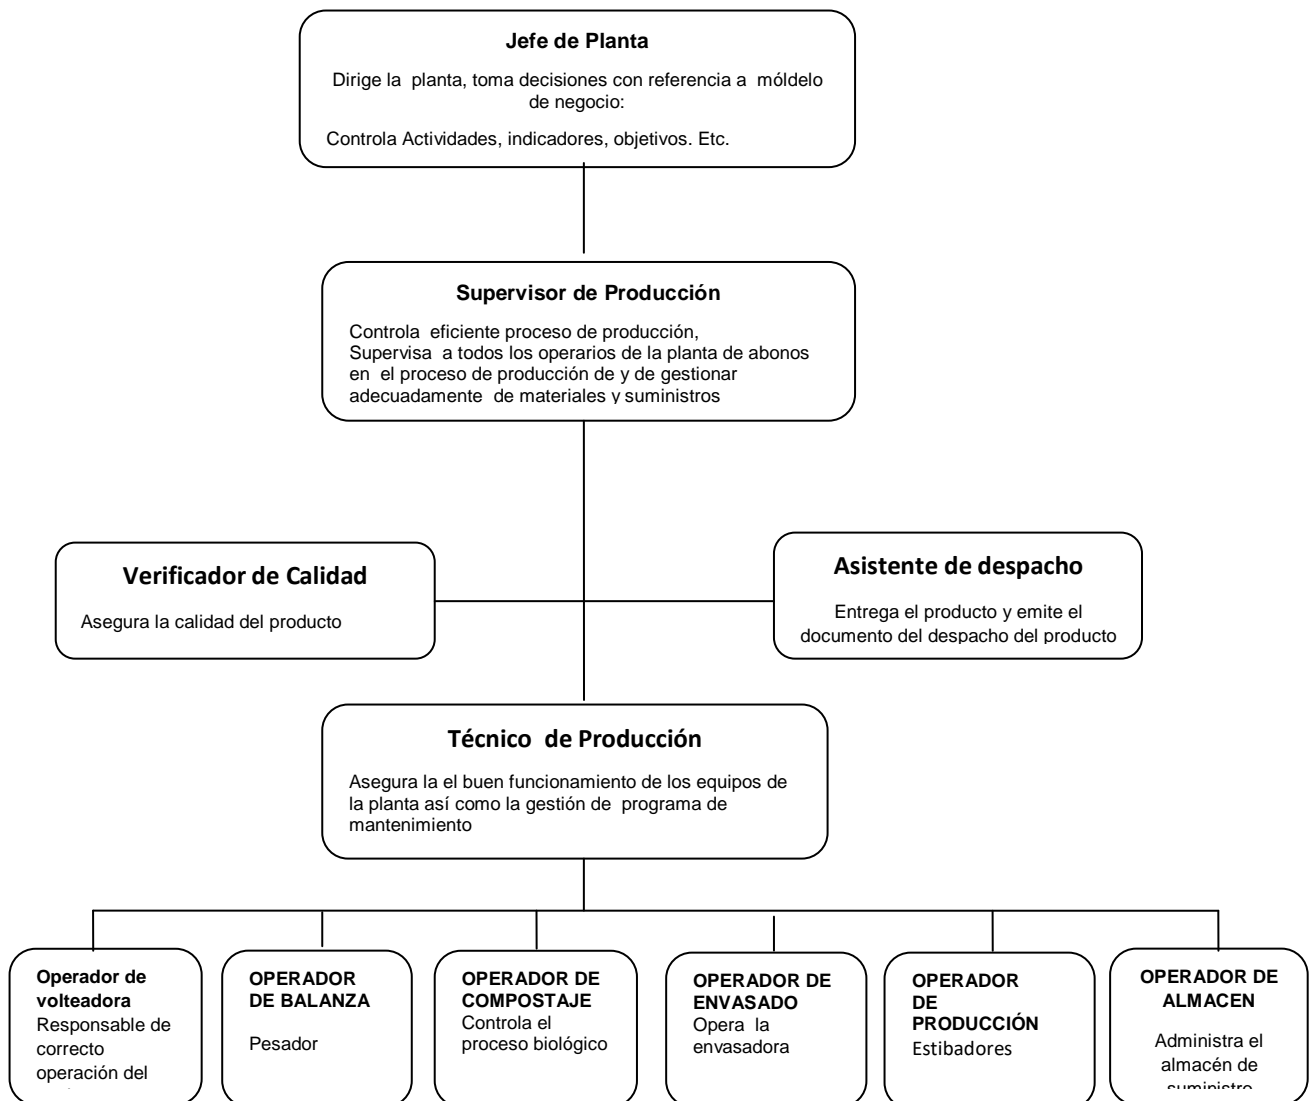 Jefe de Planta
Dirige la planta, toma decisiones con referencia a móldelo
de negocio:
Controla Actividades, indicadores, objetivos. Etc.
Supervisor de Producción
Controla eficiente proceso de producción,
Supervisa a todos los operarios de la planta de abonos
en el proceso de producción de y de gestionar
adecuadamente de materiales y suministros
Verificador de Calidad
Asegura la calidad del producto
Asistente de despacho
Entrega el producto y emite el
documento del despacho del producto
Técnico de Producción
Asegura la el buen funcionamiento de los equipos de
la planta así como la gestión de programa de
mantenimiento
Operador de
volteadora
Responsable de
correcto
operación del
OPERADOR
DE BALANZA
Pesador
OPERADOR DE
COMPOSTAJE
Controla el
proceso biológico
OPERADOR DE
ENVASADO
Opera la
envasadora
OPERADOR
DE
PRODUCCIÓN
Estibadores
OPERADOR DE
ALMACEN
Administra el
almacén de
suministro